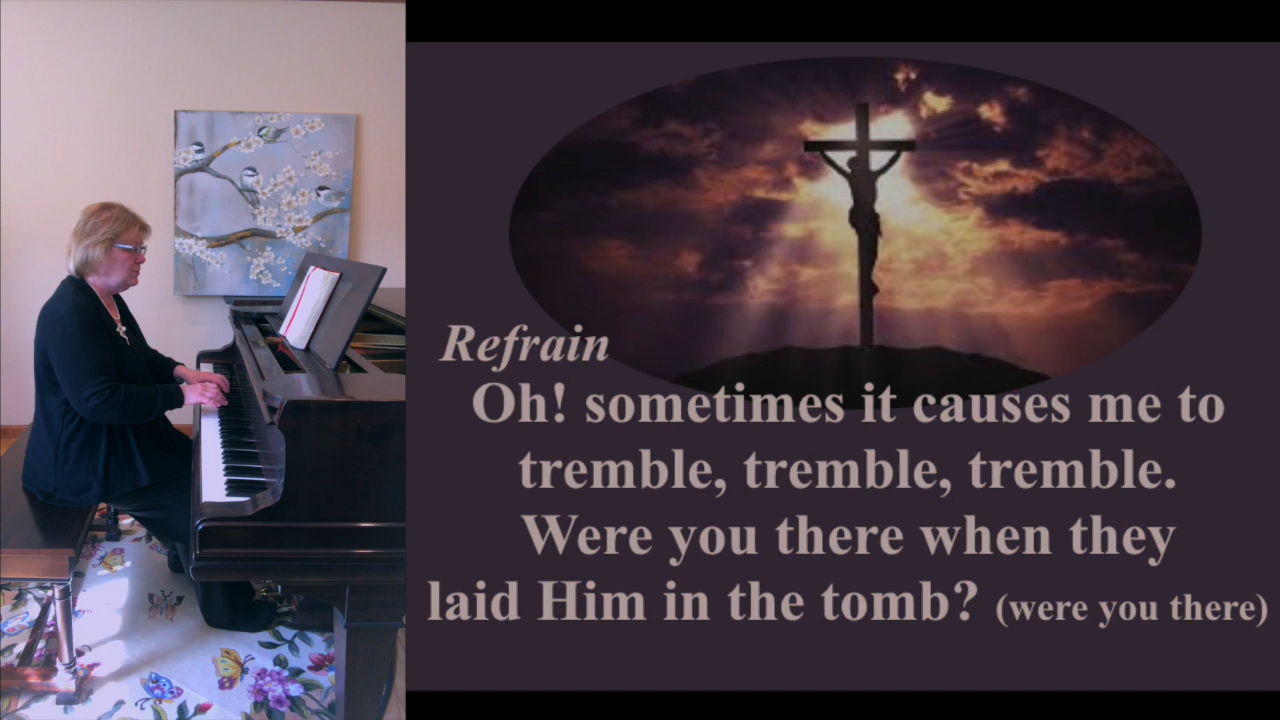 Refrain
Oh! sometimes it causes me to
tremble, tremble, tremble.
Were you there when they
laid Him in the tomb? (were you there)